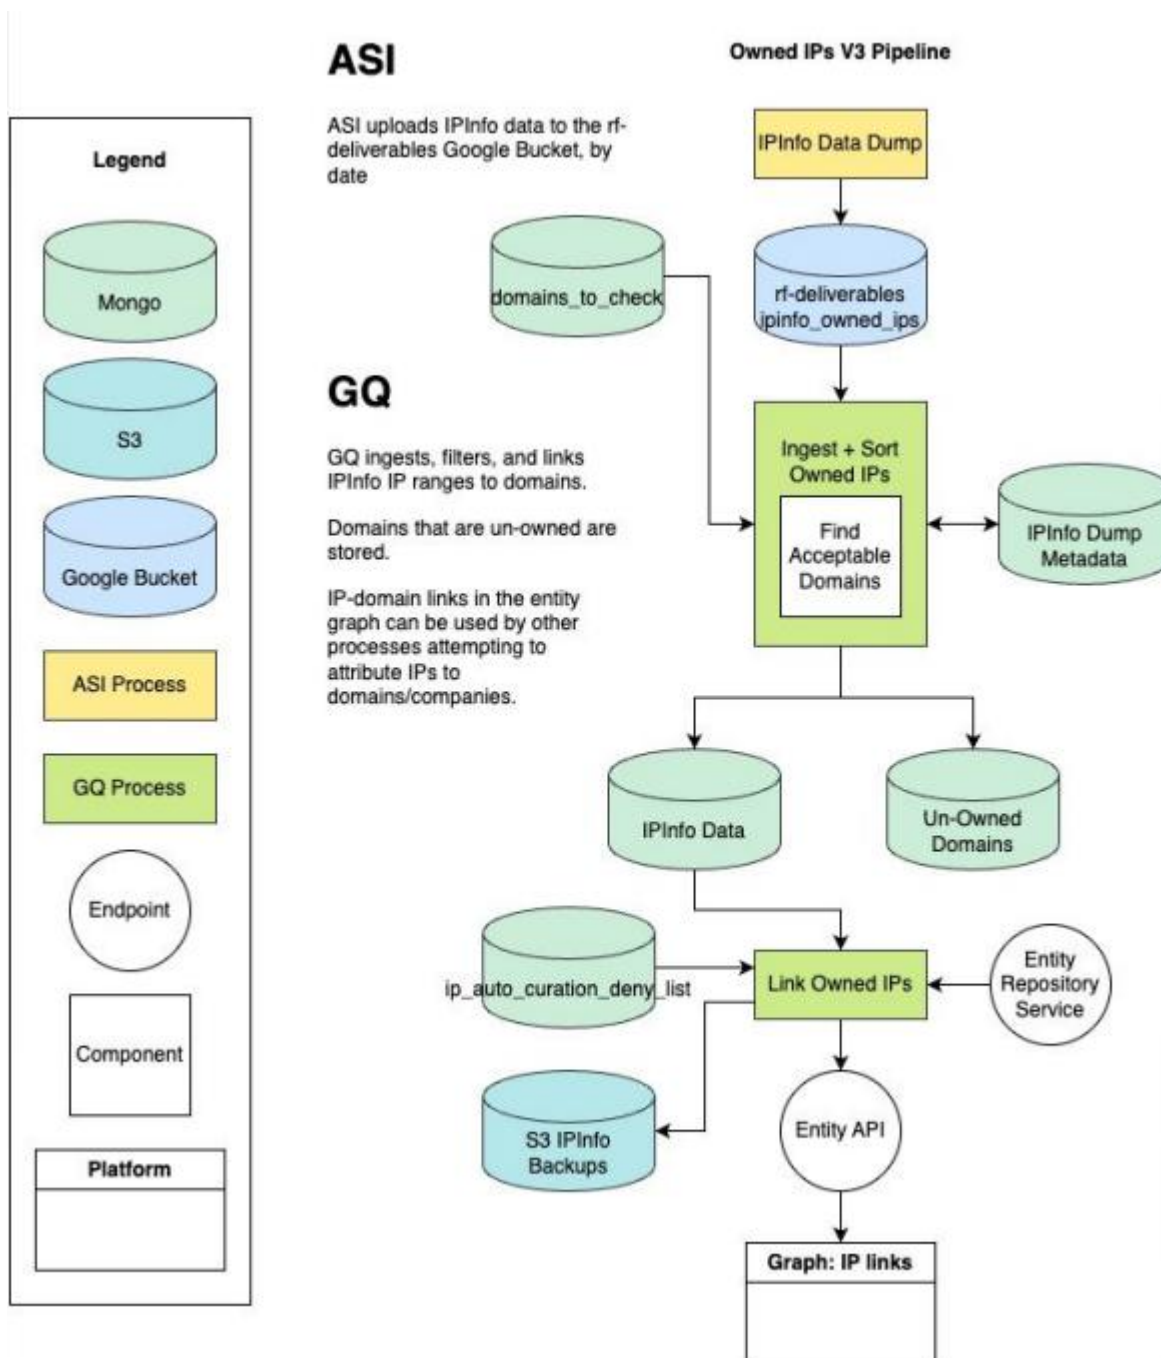 ASI
Owned IPs V3 Pipeline
ASI uploads IPInfo data to the rf-
deliverables Google Bucket, by
date
IPInfo Data Dump
Legend
Mongo
S3
Google Bucket
ASI Process
GQ Process
Endpoint
Component
Platform
domains_to_check
rf-deliverables
ipinfo_owned_ips
GQ
GQ ingests, filters, and links
IPInfo IP ranges to domains.
Domains that are un-owned are
stored.
IP-domain links in the entity
graph can be used by other
processes attempting to
attribute IPs to
domains/companies.
Ingest + Sort
Owned IPs
Find
Acceptable
Domains
IPInfo Dump
Metadata
IPInfo Data
Un-Owned
Domains
ip_auto_curation_deny_list
Link Owned IPs
Entity
Repository
Service
S3 IPInfo
Backups
Entity API
Graph: IP links